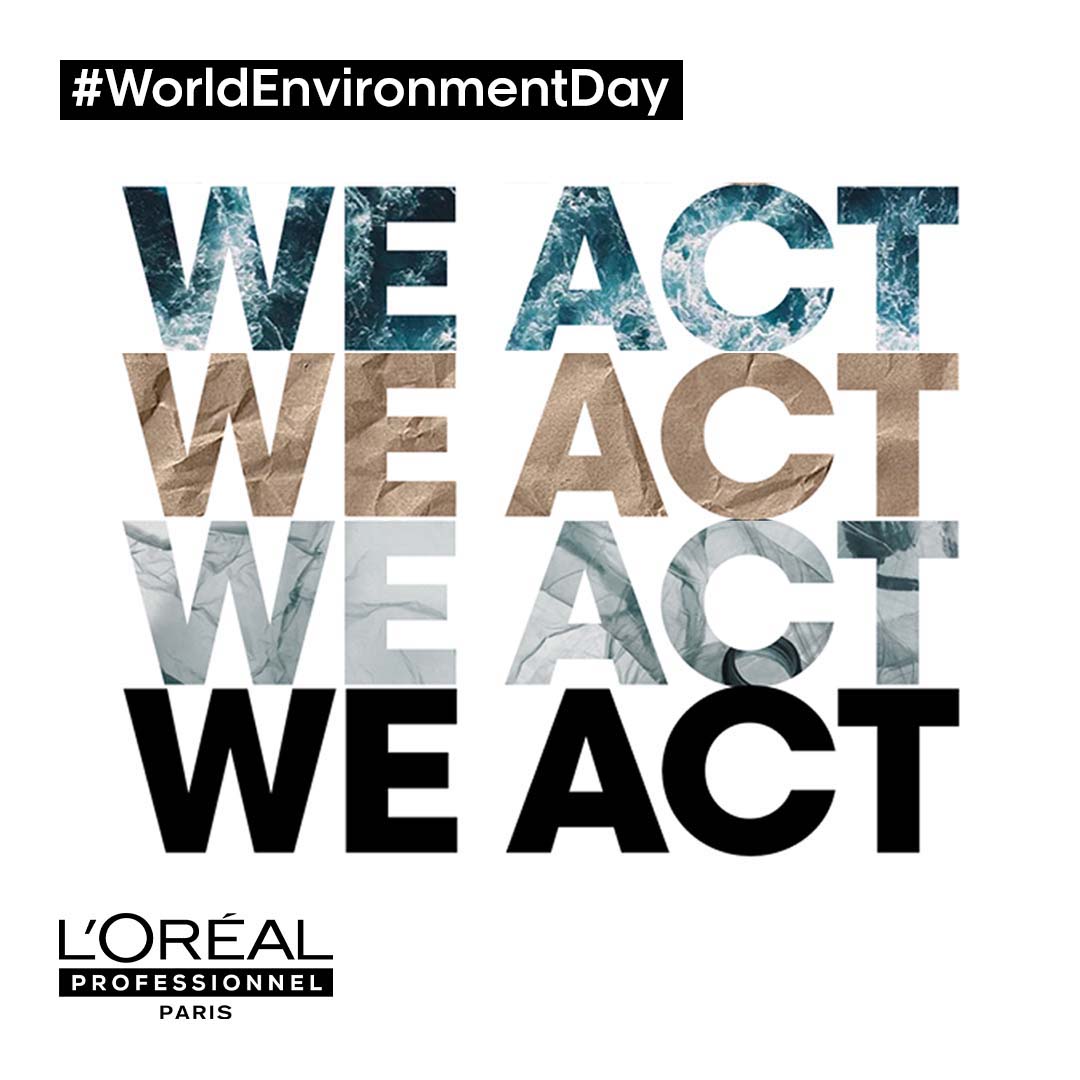 #WorldEnvironmentDay
WE ACT
WE ACT
WE ACT
WE ACT
L'ORÉAL
PROFESSIONNEL
PARIS